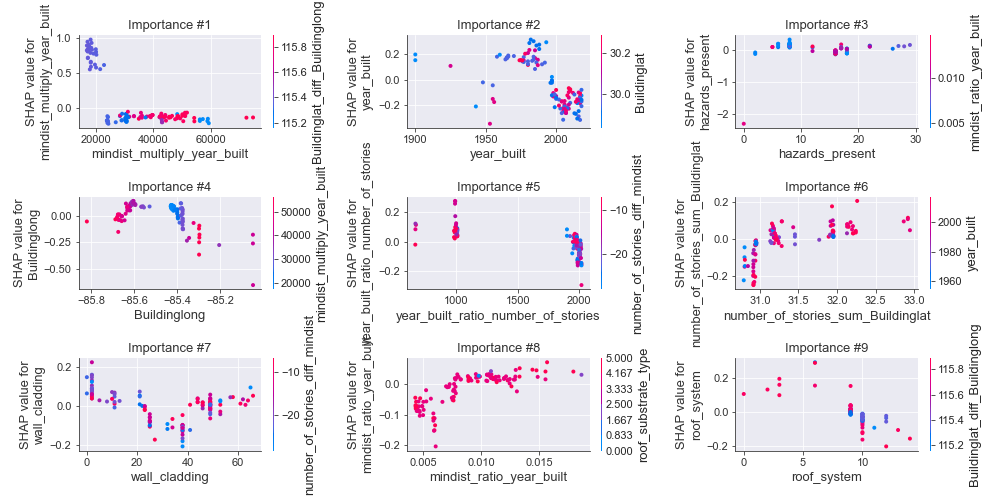 Importance #1
SHAP value for
mindist_multiply_year_built
1.0
0.5
0.0
20000
40000
60000
mindist_multiply_year_built
115.8
115.6
115.4
115.2
Buildinglat_diff_Buildinglong
Importance #2
SHAP value for
year_built
0.2
0.0
−0.2
1900
1950
2000
year_built
30.2
30.0
Buildinglat
Importance #3
SHAP value for
hazards_present
0
−1
−2
0
10
20
30
hazards_present
0.010
0.005
mindist_ratio_year_built
Importance #4
SHAP value for
Buildinglong
0.00
−0.25
−0.50
−85.8
−85.6
−85.4
−85.2
Buildinglong
50000
40000
30000
20000
mindist_multiply_year_built
Importance #5
SHAP value for
year_built_ratio_number_of_stories
0.2
0.0
−0.2
1000
1500
2000
year_built_ratio_number_of_stories
−10
−20
number_of_stories_diff_mindist
Importance #6
SHAP value for
number_of_stories_sum_Buildinglat
0.2
0.0
−0.2
31.0
31.5
32.0
32.5
33.0
number_of_stories_sum_Buildinglat
2000
1980
1960
year_built
Importance #7
SHAP value for
wall_cladding
0.2
0.0
−0.2
0
20
40
60
wall_cladding
−10
−20
number_of_stories_diff_mindist
Importance #8
SHAP value for
mindist_ratio_year_built
0.0
−0.1
−0.2
0.005
0.010
0.015
mindist_ratio_year_built
5.000
4.167
3.333
2.500
1.667
0.833
0.000
roof_substrate_type
Importance #9
SHAP value for
roof_system
0.2
0.0
−0.2
0
5
10
roof_system
115.8
115.6
115.4
115.2
Buildinglat_diff_Buildinglong